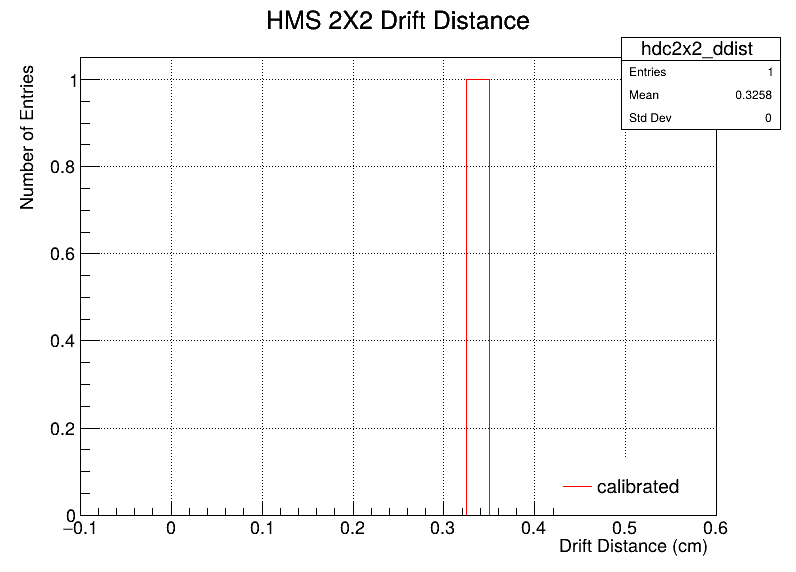 HMS 2X2 Drift Distance
hdc2x2_ddist
Entries 1
Mean 0.3258
Std Dev 0
Number of Entries
1
0.8
0.6
0.4
0.2
0
−0.1 0 0.1 0.2 0.3 0.4 0.5 0.6
calibrated
Drift Distance (cm)